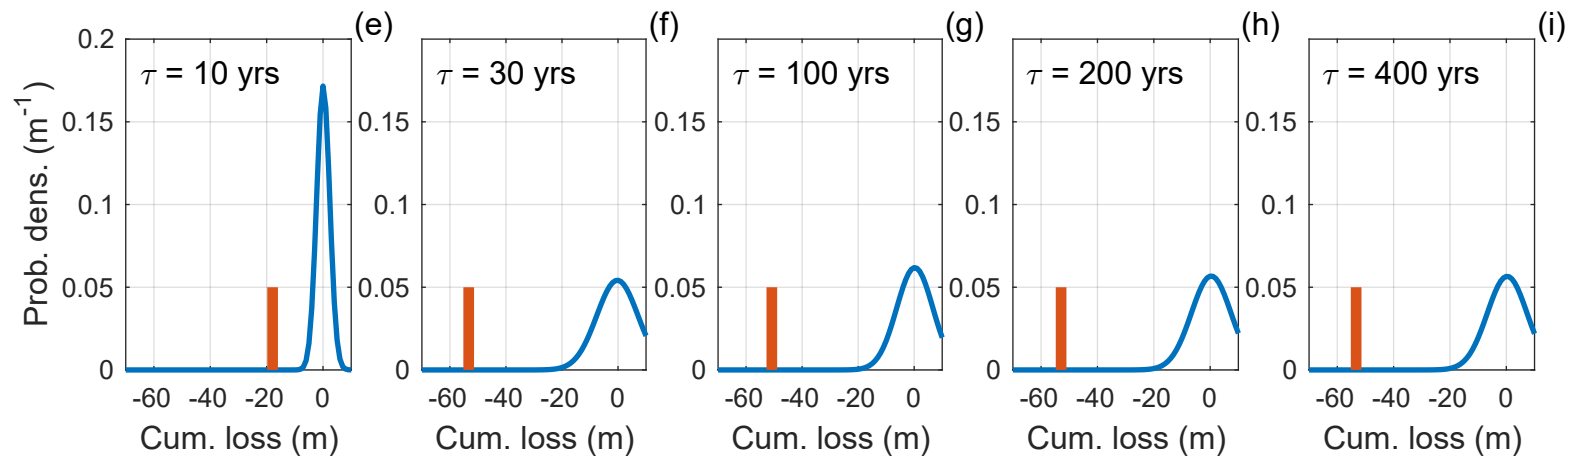 (e) (f) (g) (h) (i)
τ = 10 yrs τ = 30 yrs τ = 100 yrs τ = 200 yrs τ = 400 yrs
Prob. dens. (m⁻¹)
0.2
0.15 0.15 0.15 0.15 0.15
0.1 0.1 0.1 0.1 0.1
0.05 0.05 0.05 0.05 0.05
0 0 0 0 0
-60 -40 -20 0 -60 -40 -20 0 -60 -40 -20 0 -60 -40 -20 0 -60 -40 -20 0
Cum. loss (m) Cum. loss (m) Cum. loss (m) Cum. loss (m) Cum. loss (m)